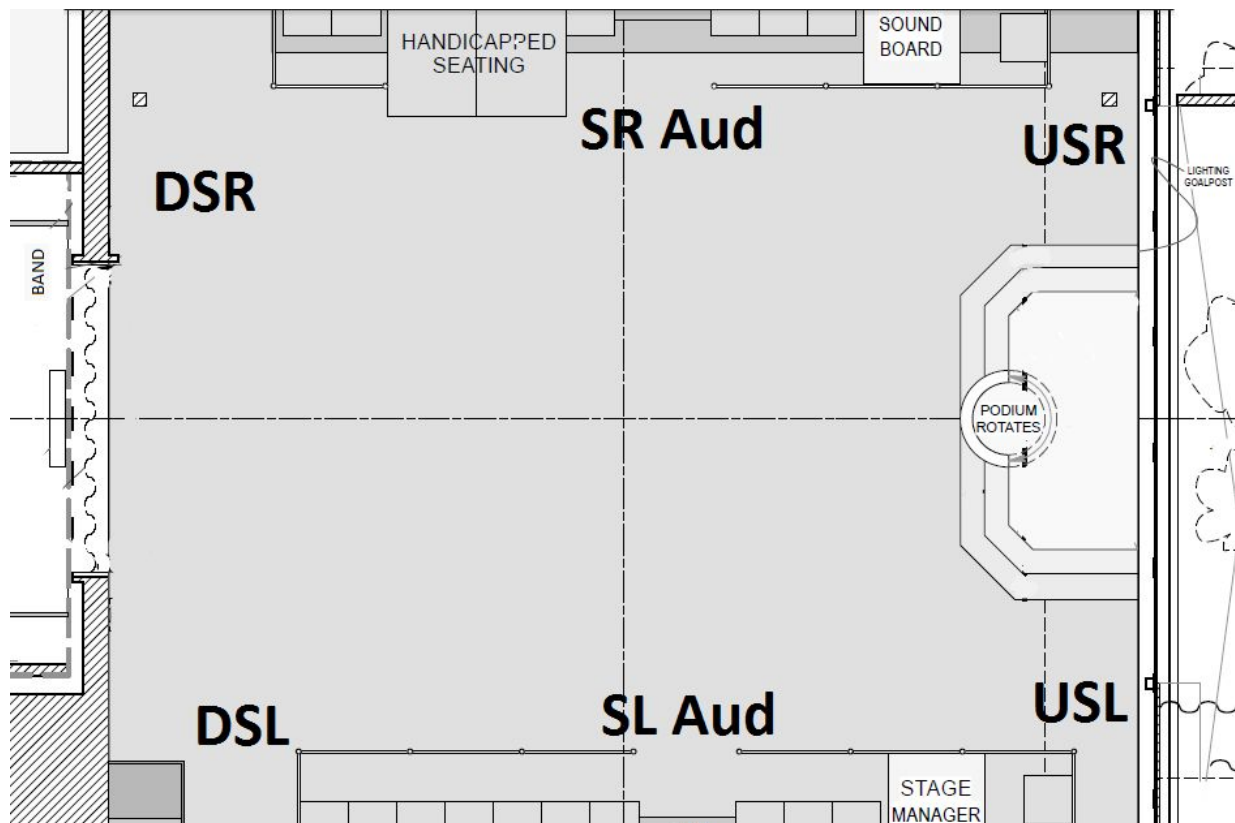 HANDICAPPED
SEATING
SOUND
BOARD
SR Aud
USR
DSR
LIGHTING
GOALPOST
BAND
PODIUM
ROTATES
DSL
SL Aud
USL
STAGE
MANAGER